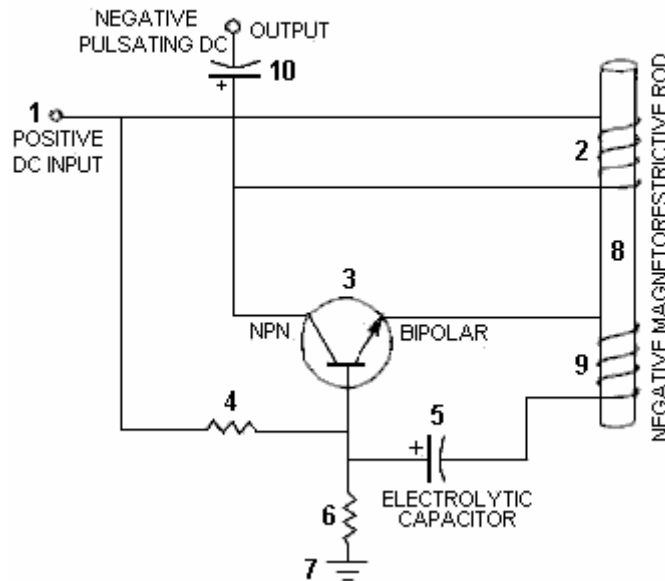 NEGATIVE
PULSATING DC
OUTPUT
10
+
1
POSITIVE
DC INPUT
2
NEGATIVE MAGNETORESTRICTIVE ROD
8
3
NPN
BIPOLAR
9
4
5
+
ELECTROLYTIC
CAPACITOR
6
7